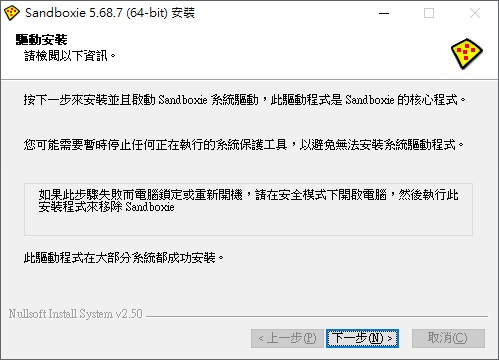 Sandboxie 5.68.7 (64-bit) 安裝
驅動安裝
請檢閱以下資訊。
按下一步來安裝並且啟動 Sandboxie 系統驅動，此驅動程式是 Sandboxie 的核心程式。
您可能需要暫時停止任何正在執行的系統保護工具，以避免無法安裝系統驅動程式。
如果此步驟失敗而電腦鎖定或重新開機，請在安全模式下開啟電腦，然後執行此
安裝程式來移除 Sandboxie
此驅動程式在大部分系統都成功安裝。
Nullsoft Install System v2.50
< 上一步(P)
下一步(N) >
取消(C)